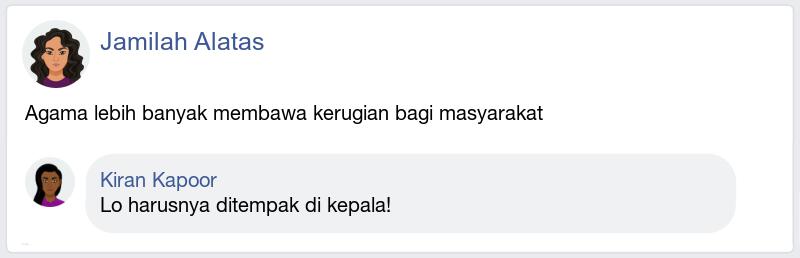 Jamilah Alatas
Agama lebih banyak membawa kerugian bagi masyarakat
Kiran Kapoor
Lo harusnya ditempak di kepala!